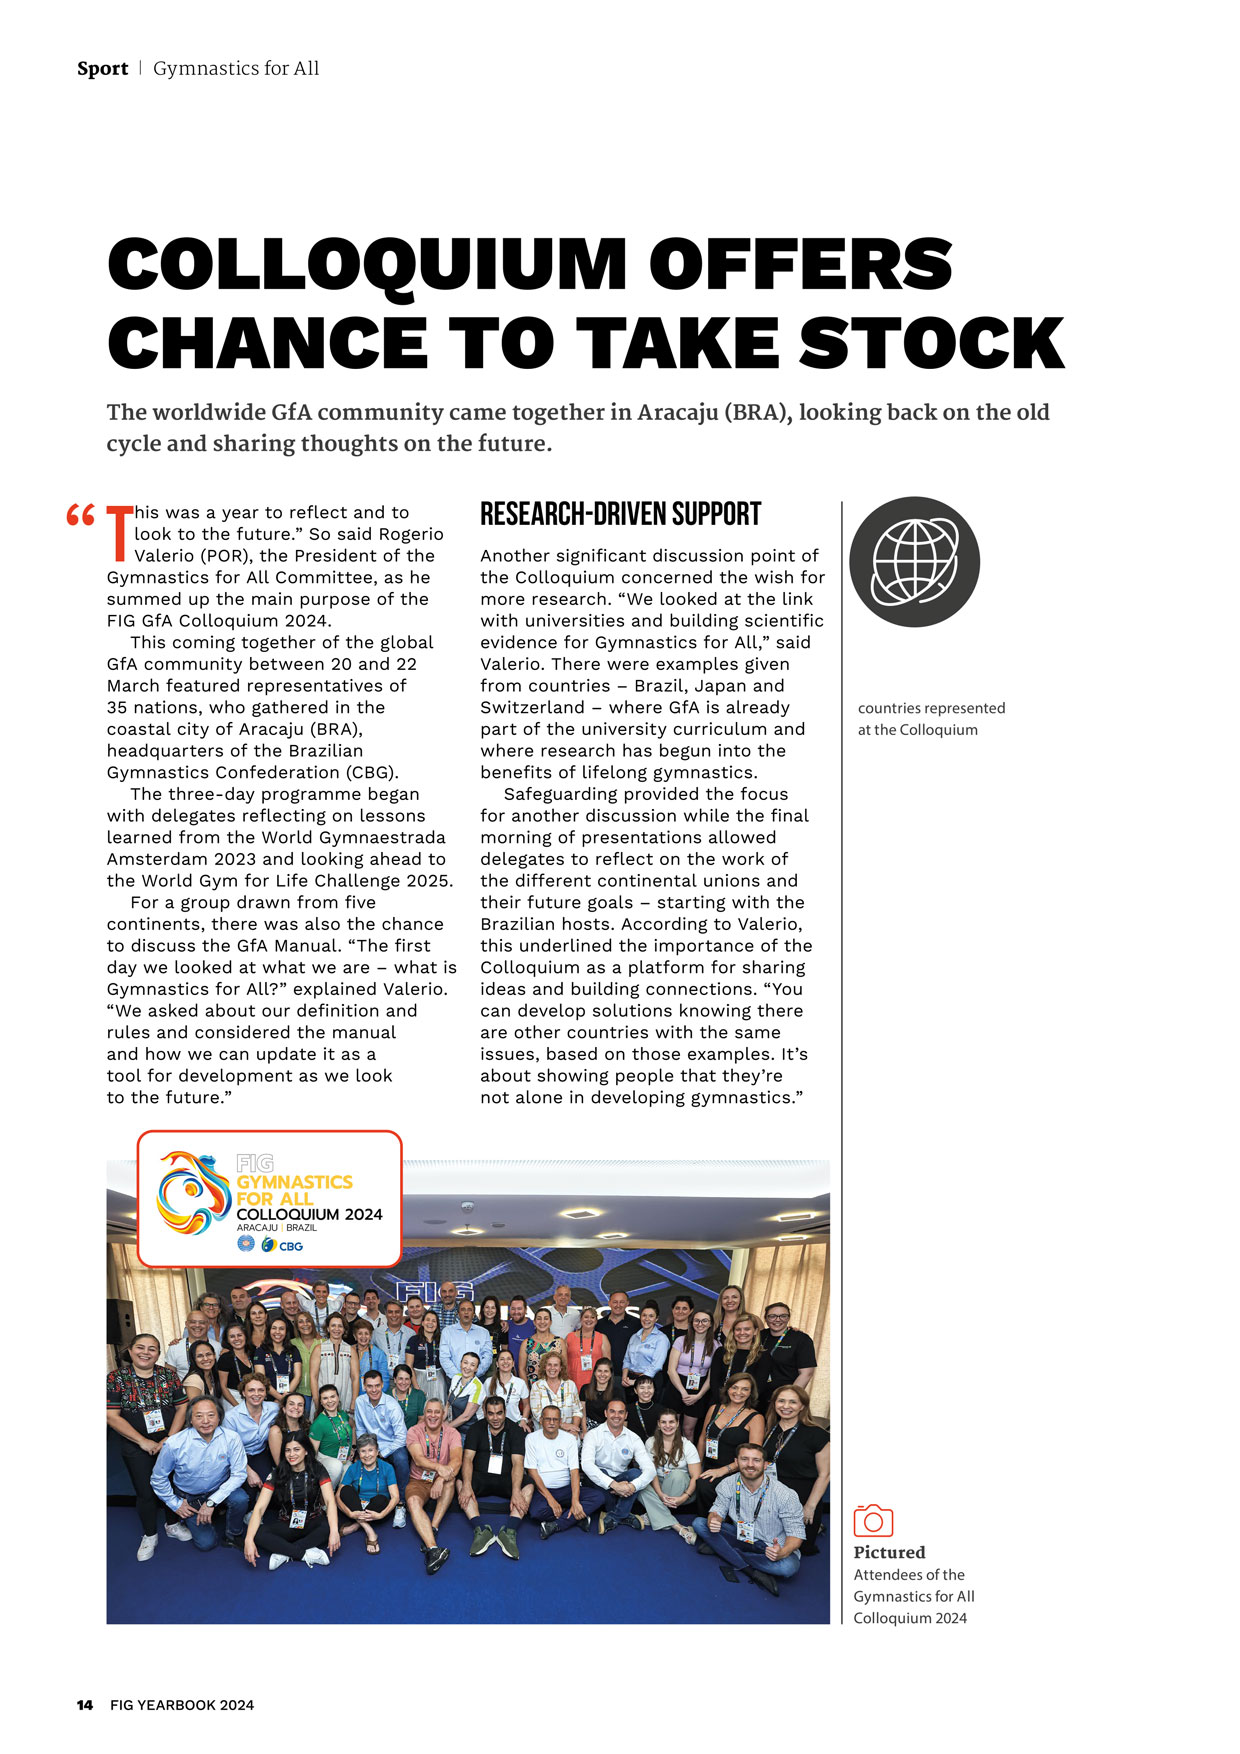 Sport | Gymnastics for All
COLLOQUIUM OFFERS
CHANCE TO TAKE STOCK
The worldwide GfA community came together in Aracaju (BRA), looking back on the old
cycle and sharing thoughts on the future.
“This was a year to reflect and to
look to the future.” So said Rogerio
Valerio (POR), the President of the
Gymnastics for All Committee, as he
summed up the main purpose of the
FIG GfA Colloquium 2024.
This coming together of the global
GfA community between 20 and 22
March featured representatives of
35 nations, who gathered in the
coastal city of Aracaju (BRA),
headquarters of the Brazilian
Gymnastics Confederation (CBG).
The three-day programme began
with delegates reflecting on lessons
learned from the World Gymnaestrada
Amsterdam 2023 and looking ahead to
the World Gym for Life Challenge 2025.
For a group drawn from five
continents, there was also the chance
to discuss the GfA Manual. “The first
day we looked at what we are – what is
Gymnastics for All?” explained Valerio.
“We asked about our definition and
rules and considered the manual
and how we can update it as a
tool for development as we look
to the future.”
RESEARCH-DRIVEN SUPPORT
Another significant discussion point of
the Colloquium concerned the wish for
more research. “We looked at the link
with universities and building scientific
evidence for Gymnastics for All,” said
Valerio. There were examples given
from countries – Brazil, Japan and
Switzerland – where GfA is already
part of the university curriculum and
where research has begun into the
benefits of lifelong gymnastics.
Safeguarding provided the focus
for another discussion while the final
morning of presentations allowed
delegates to reflect on the work of
the different continental unions and
their future goals – starting with the
Brazilian hosts. According to Valerio,
this underlined the importance of the
Colloquium as a platform for sharing
ideas and building connections. “You
can develop solutions knowing there
are other countries with the same
issues, based on those examples. It’s
about showing people that they’re
not alone in developing gymnastics.”
countries represented
at the Colloquium
FIG
GYMNASTICS
FOR ALL
COLLOQUIUM 2024
ARACAJU | BRAZIL
CBG
FIG
Pictured
Attendees of the
Gymnastics for All
Colloquium 2024
14 FIG YEARBOOK 2024